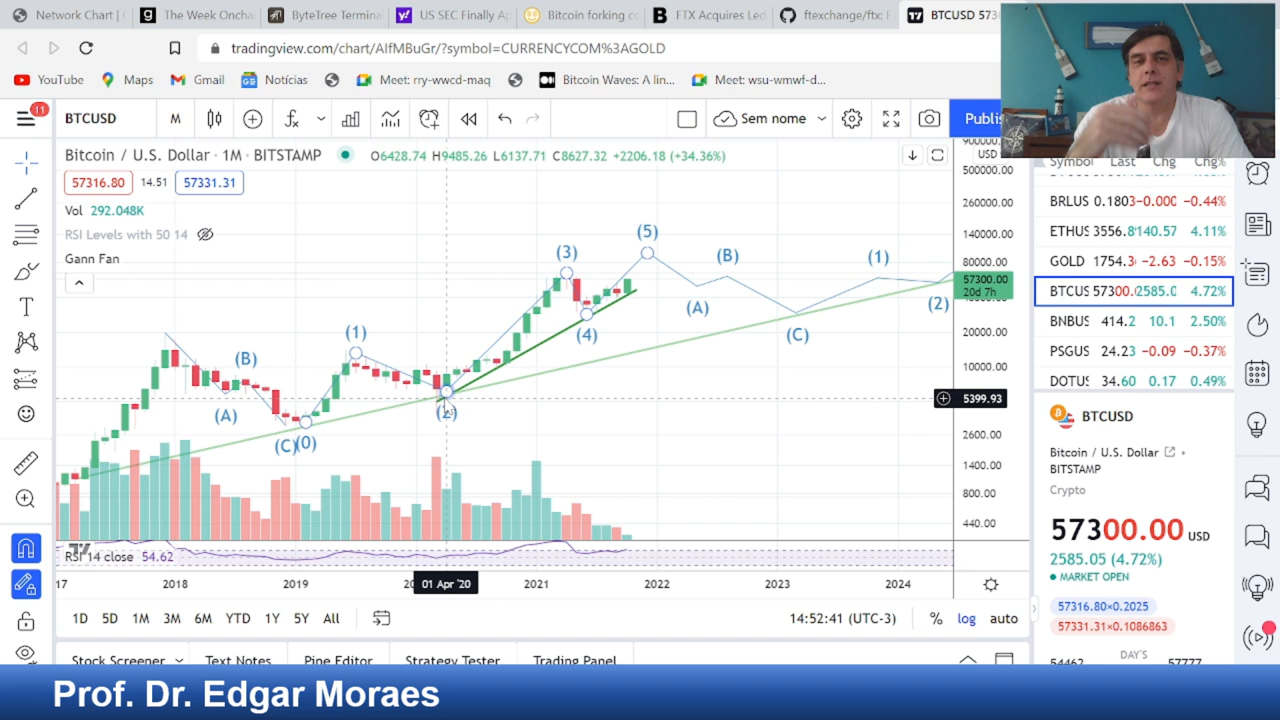 Network Chart | (
The Week Oncha
ByteTree Termina
US SEC Finally Ap
Bitcoin forking cc
FTX Acquires Led
ftexchange/ftx: F
BTCUSD 573
tradingview.com/chart/AIfMBuGr/?symbol=CURRENCYCOM%3AGOLD
YouTube
Maps
Gmail
Notícias
Meet: rry-wwcd-maq
Bitcoin Waves: A lin...
Meet: wsu-wmwf-d...
11
BTCUSD
M
Sem nome
Publi
Bitcoin / U.S. Dollar · 1M · BITSTAMP
O6428.74 H9485.26 L6137.71 C8627.32 +2206.18 (+34.36%)
57316.80
14.51
57331.31
Vol 292.048K
RSI Levels with 50 14
Gann Fan
USD
500000.00
260000.00
140000.00
80000.00
57300.00
20d 7h
20000.00
10000.00
5399.93
2600.00
1400.00
800.00
440.00
(A)
(B)
(C)
(0)
(1)
(2)
(3)
(4)
(5)
(A)
(B)
(C)
(1)
(2)
RSI 14 close 54.62
17
2018
2019
01 Apr '20
2021
2022
2023
2024
1D
5D
1M
3M
6M
YTD
1Y
5Y
All
14:52:41 (UTC-3)
%
log
auto
Stock Screener
Text Notes
Pine Editor
Strategy Tester
Trading Panel
Symbol Last Chg Chg%
BRLUS 0.1803 −0.000 −0.44%
ETHUS 3556.8 140.57 4.11%
GOLD 1754.3 −2.63 −0.15%
BTCUS 57300.0 2585.0 4.72%
BNBUS 414.2 10.1 2.50%
PSGUS 24.23 −0.09 −0.37%
DOTUS 34.60 0.17 0.49%
BTCUSD
Bitcoin / U.S. Dollar
BITSTAMP
Crypto
57300.00 USD
2585.05 (4.72%)
MARKET OPEN
57316.80×0.2025
57331.31×0.1086863
DAY'S
54462
57777
Prof. Dr. Edgar Moraes